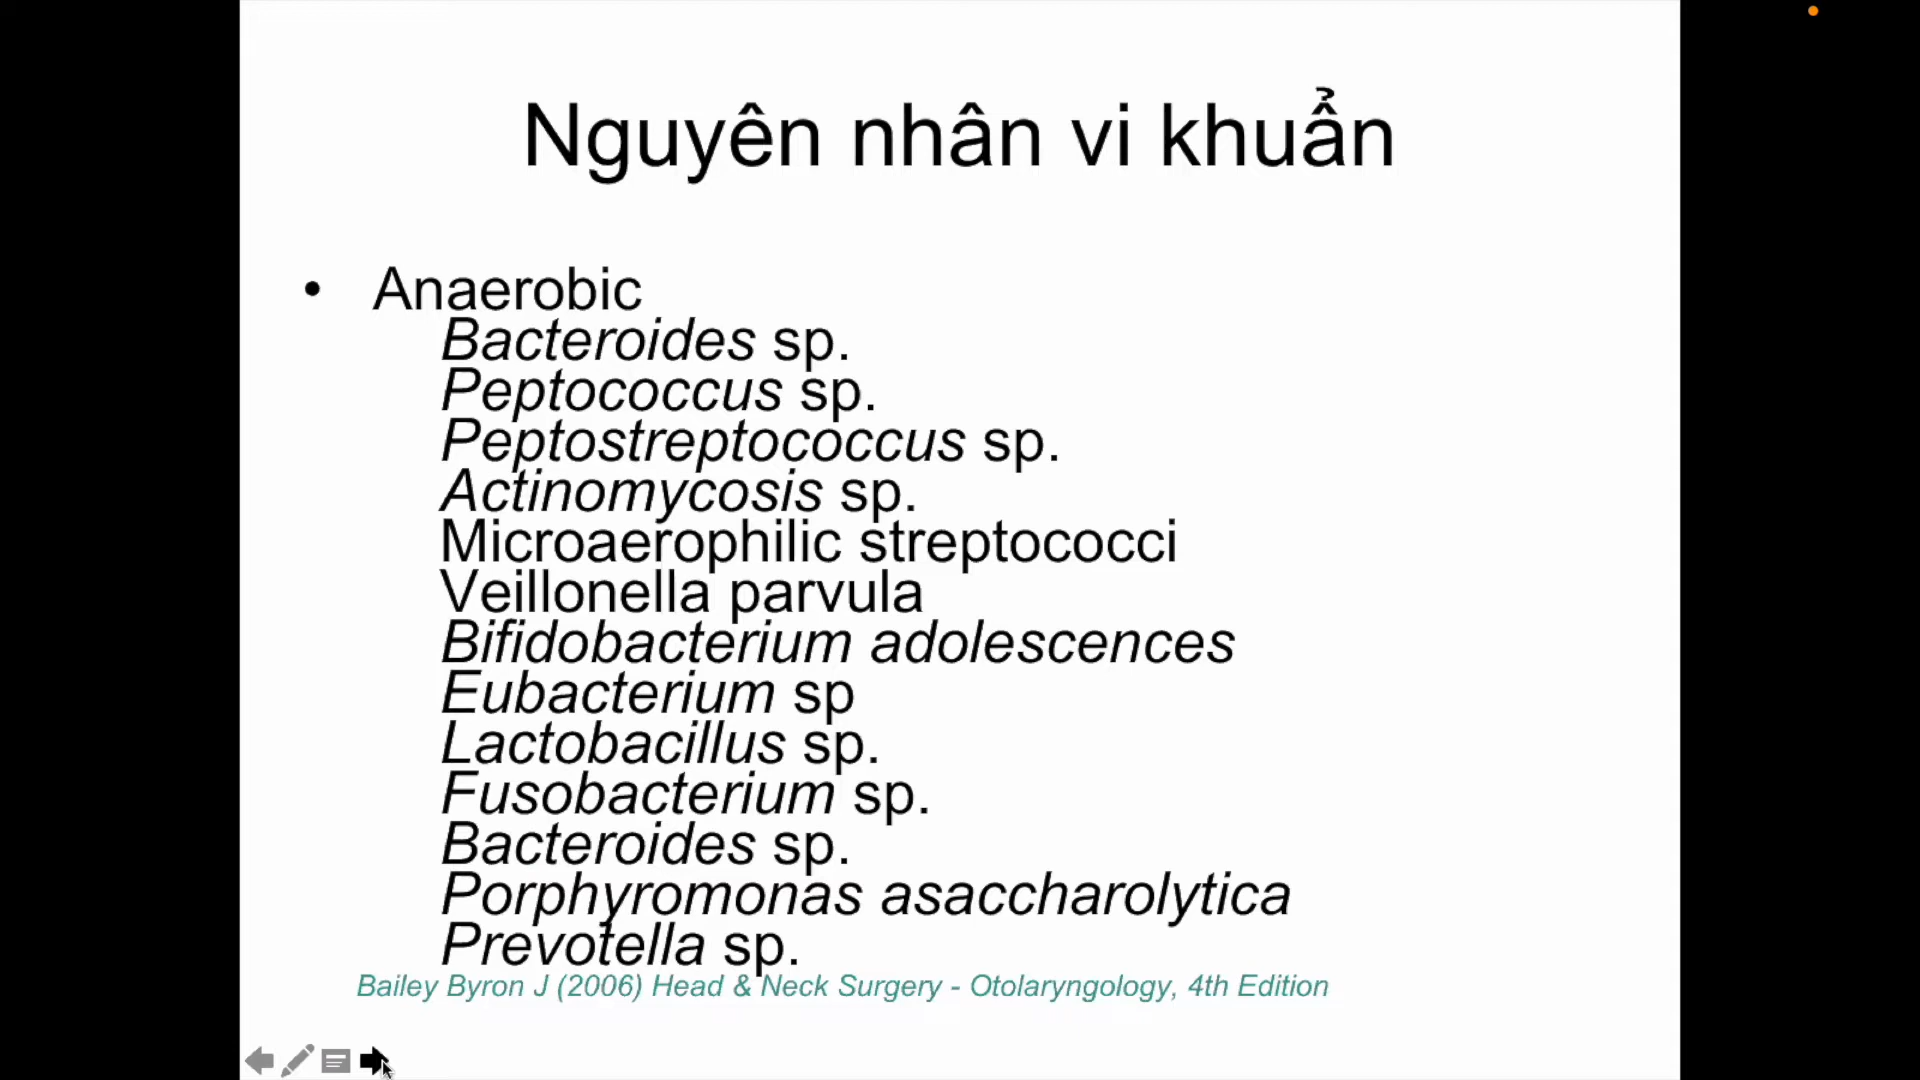 Nguyên nhân vi khuẩn
• Anaerobic
Bacteroides sp.
Peptococcus sp.
Peptostreptococcus sp.
Actinomycosis sp.
Microaerophilic streptococci
Veillonella parvula
Bifidobacterium adolescences
Eubacterium sp
Lactobacillus sp.
Fusobacterium sp.
Bacteroides sp.
Porphyromonas asaccharolytica
Prevotella sp.
Bailey Byron J (2006) Head & Neck Surgery - Otolaryngology, 4th Edition